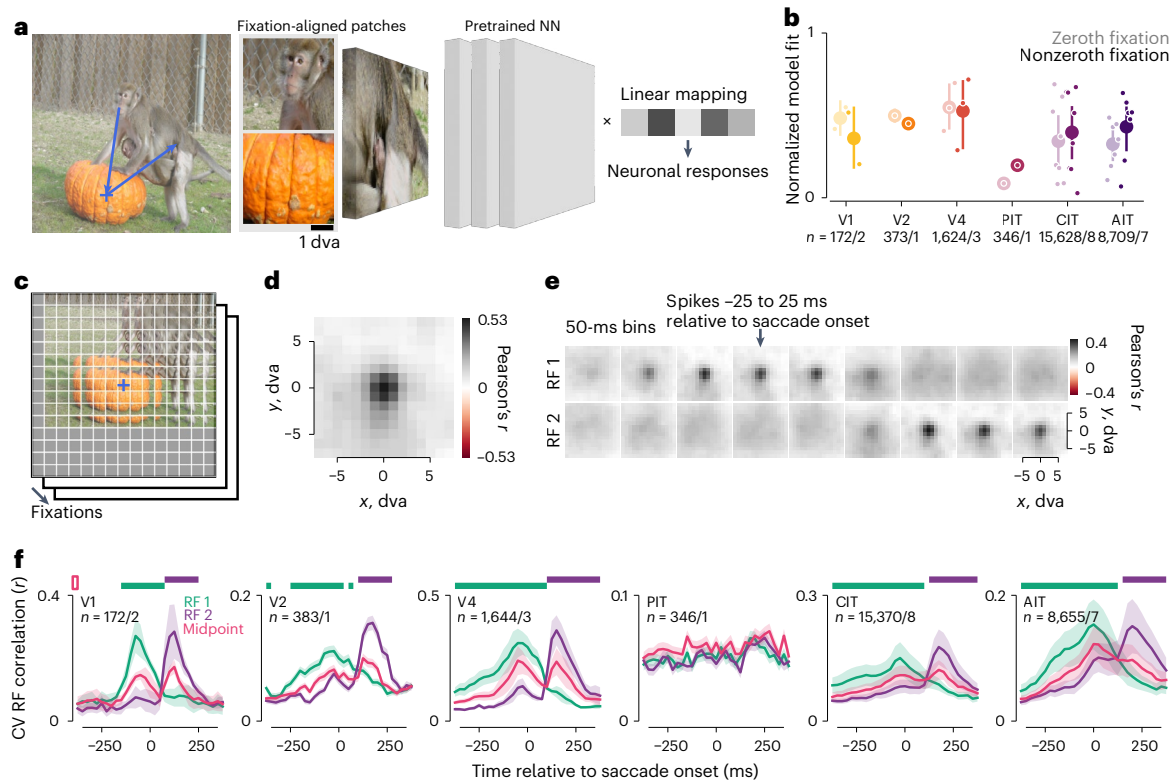 a
Fixation-aligned patches
Pretrained NN
1 dva
×
Linear mapping
Neuronal responses
b
Normalized model fit
1
0
Zeroth fixation
Nonzeroth fixation
V1 V2 V4 PIT CIT AIT
n = 172/2 373/1 1,624/3 346/1 15,628/8 8,709/7
c
Fixations
d
y, dva
5
0
−5
−5 0 5
x, dva
0.53
0
−0.53
Pearson's r
e
50-ms bins
Spikes −25 to 25 ms
relative to saccade onset
RF 1
RF 2
0.4
0
−0.4
Pearson's r
5
0
−5
y, dva
−5 0 5
x, dva
f
CV RF correlation (r)
0.4
0
V1
n = 172/2
RF 1
RF 2
Midpoint
−250 0 250
0.2
0
V2
n = 383/1
−250 0 250
0.5
0
V4
n = 1,644/3
−250 0 250
0.1
0
PIT
n = 346/1
−250 0 250
0.3
0
CIT
n = 15,370/8
−250 0 250
0.2
0
AIT
n = 8,655/7
−250 0 250
Time relative to saccade onset (ms)